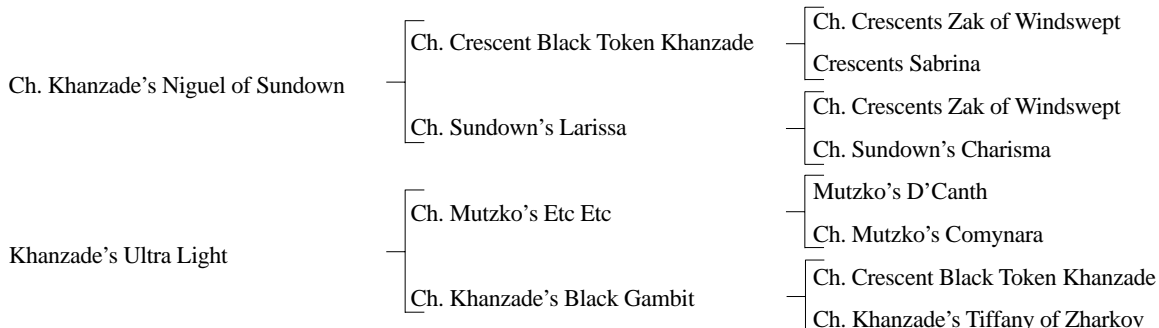 Ch. Crescents Zak of Windswept
Ch. Crescent Black Token Khanzade
Crescents Sabrina
Ch. Khanzade’s Niguel of Sundown
Ch. Crescents Zak of Windswept
Ch. Sundown’s Larissa
Ch. Sundown’s Charisma
Mutzko’s D’Canth
Ch. Mutzko’s Etc Etc
Ch. Mutzko’s Comynara
Khanzade’s Ultra Light
Ch. Crescent Black Token Khanzade
Ch. Khanzade’s Black Gambit
Ch. Khanzade’s Tiffany of Zharkov